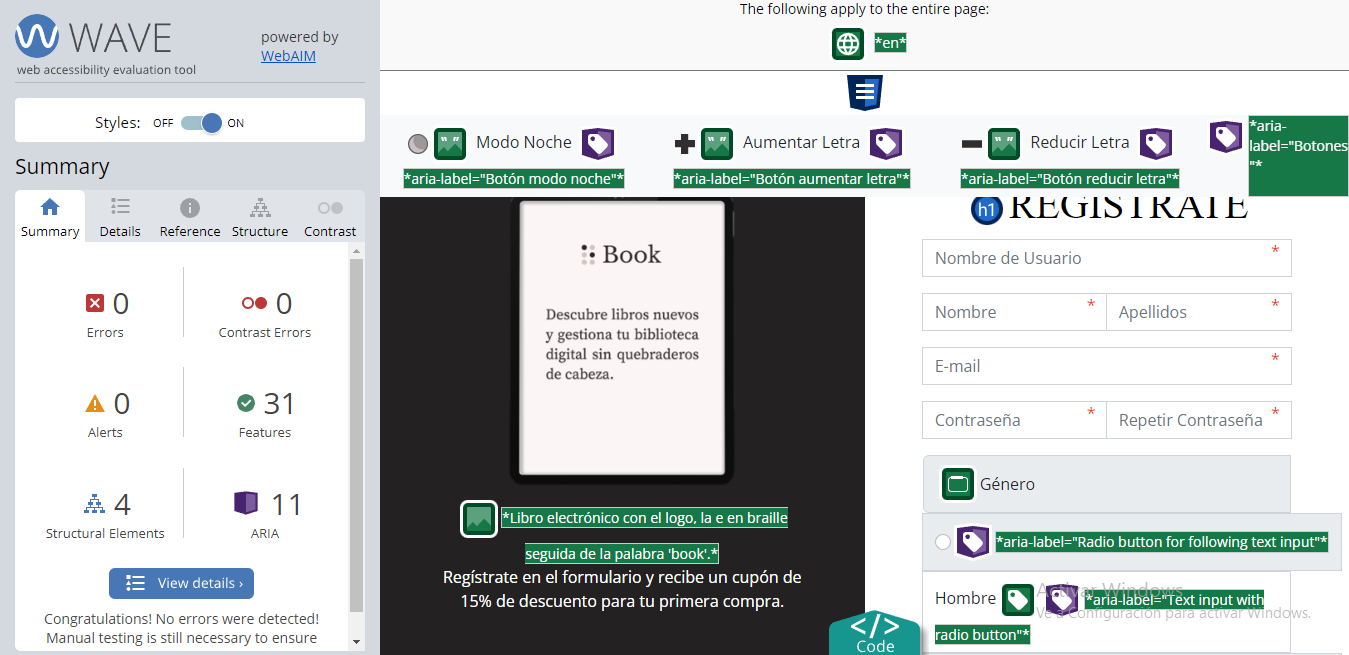 WAVE
web accessibility evaluation tool
powered by
WebAIM
Styles: OFF ON
Summary
Summary Details Reference Structure Contrast
0
Errors
0
Contrast Errors
0
Alerts
31
Features
4
Structural Elements
11
ARIA
View details ›
Congratulations! No errors were detected!
Manual testing is still necessary to ensure
The following apply to the entire page:
*en*
Modo Noche
*aria-label="Botón modo noche"*
Aumentar Letra
*aria-label="Botón aumentar letra"*
Reducir Letra
*aria-label="Botón reducir letra"*
*aria-
label="Botones
"*
Book
Descubre libros nuevos
y gestiona tu biblioteca
digital sin quebraderos
de cabeza.
*Libro electrónico con el logo, la e en braille
seguida de la palabra 'book'.*
Regístrate en el formulario y recibe un cupón de
15% de descuento para tu primera compra.
h1 REGÍSTRATE
Nombre de Usuario *
Nombre * Apellidos *
E-mail *
Contraseña * Repetir Contraseña *
Género
*aria-label="Radio button for following text input"*
Hombre *aria-label="Text input with
radio button"*
Activar Windows
Ve a Configuración para activar Windows.
</> 
Code